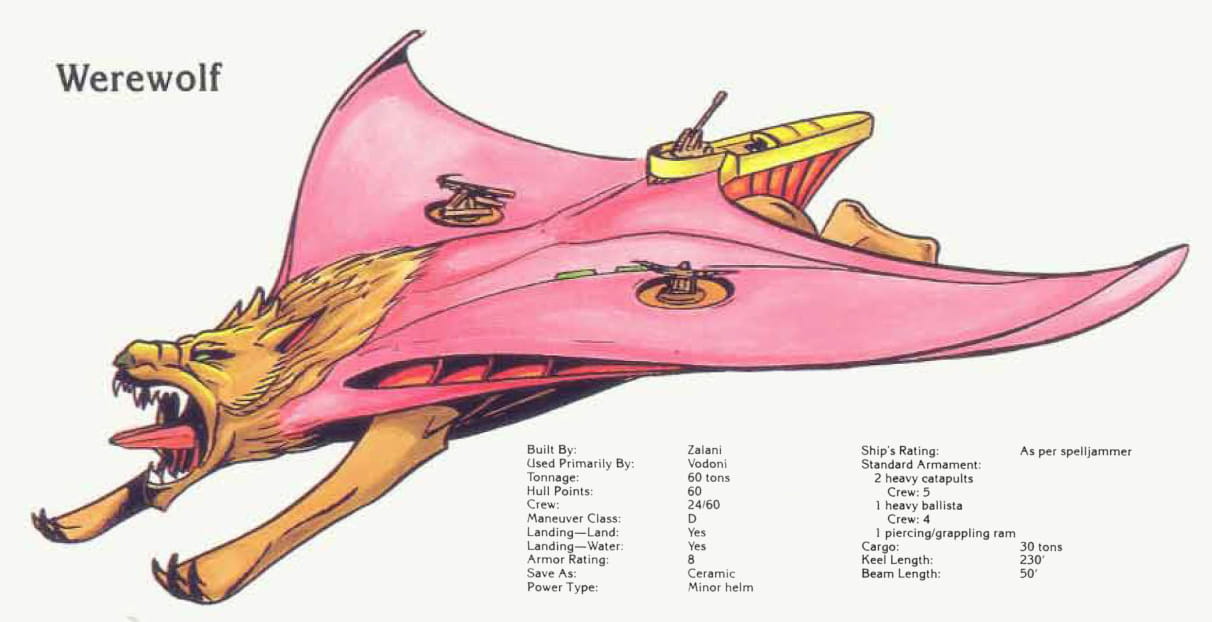 Werewolf
Built By: Zalani
Used Primarily By: Vodoni
Tonnage: 60 tons
Hull Points: 60
Crew: 24/60
Maneuver Class: D
Landing—Land: Yes
Landing—Water: Yes
Armor Rating: 8
Save As: Ceramic
Power Type: Minor helm
Ship's Rating: As per spelljammer
Standard Armament:
2 heavy catapults
Crew: 5
1 heavy ballista
Crew: 4
1 piercing/grappling ram
Cargo: 30 tons
Keel Length: 230'
Beam Length: 50'